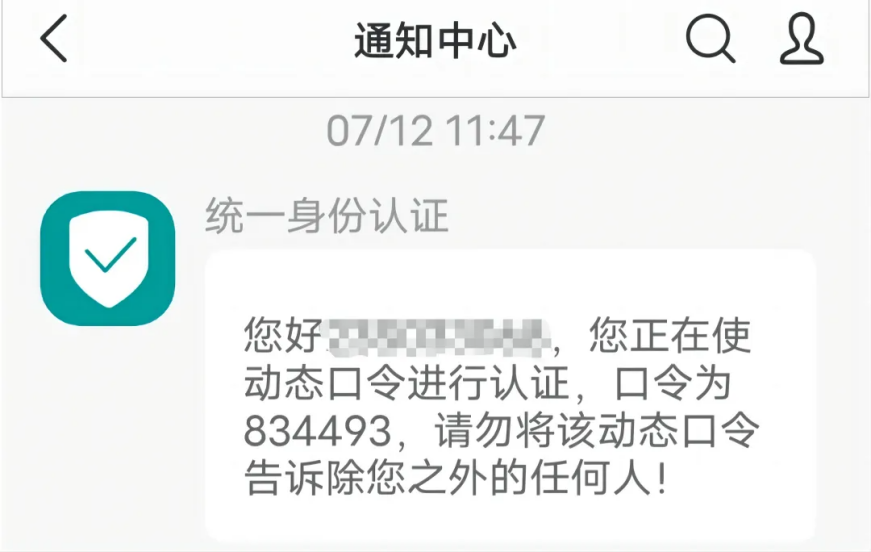 通知中心
07/12 11:47
统一身份认证
您好，您正在使
动态口令进行认证，口令为
834493，请勿将该动态口令
告诉除您之外的任何人！